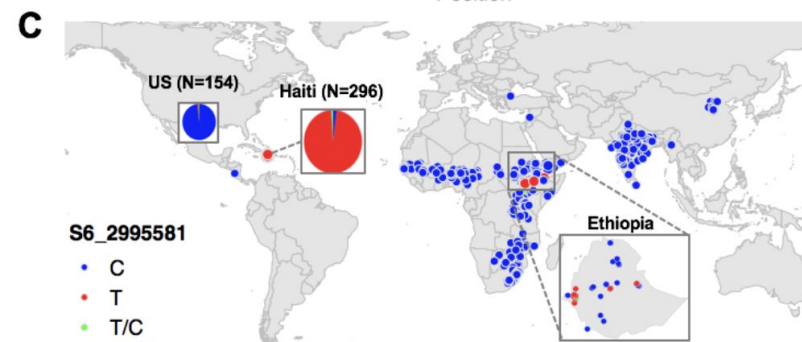 C
US (N=154)
Haiti (N=296)
S6_2995581
C
T
T/C
Ethiopia